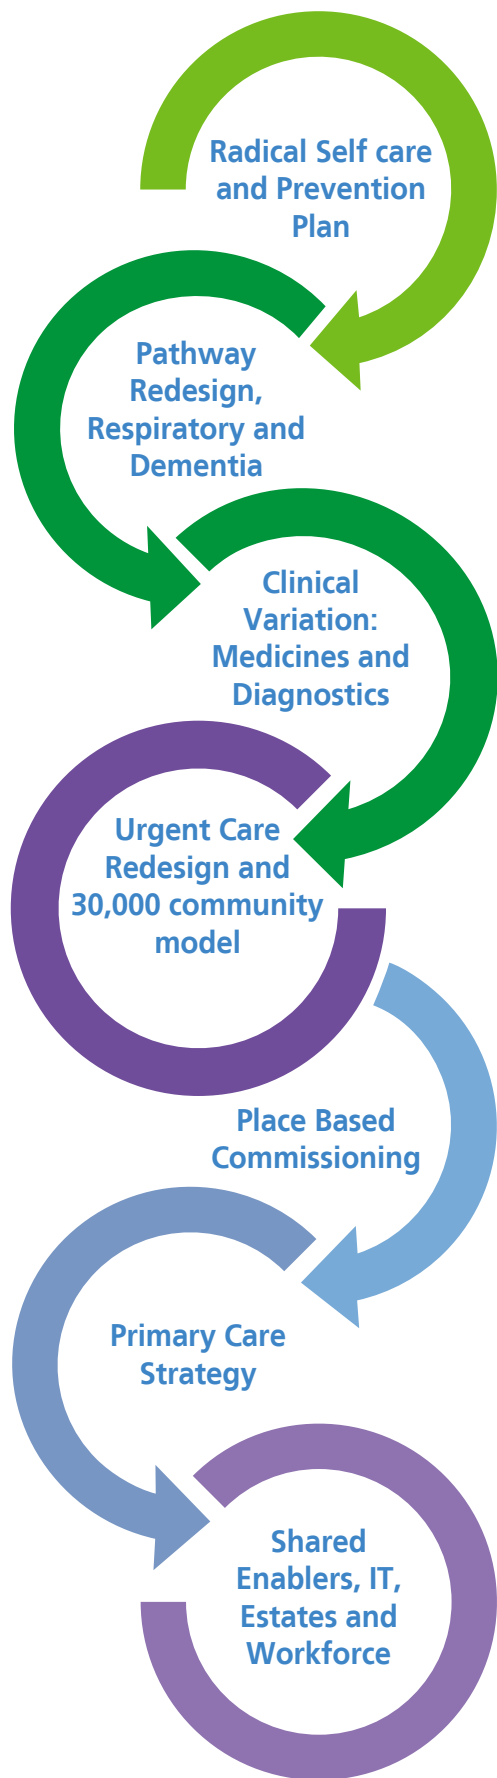 Radical Self care
and Prevention
Plan
Pathway
Redesign,
Respiratory and
Dementia
Clinical
Variation:
Medicines and
Diagnostics
Urgent Care
Redesign and
30,000 community
model
Place Based
Commissioning
Primary Care
Strategy
Shared
Enablers, IT,
Estates and
Workforce